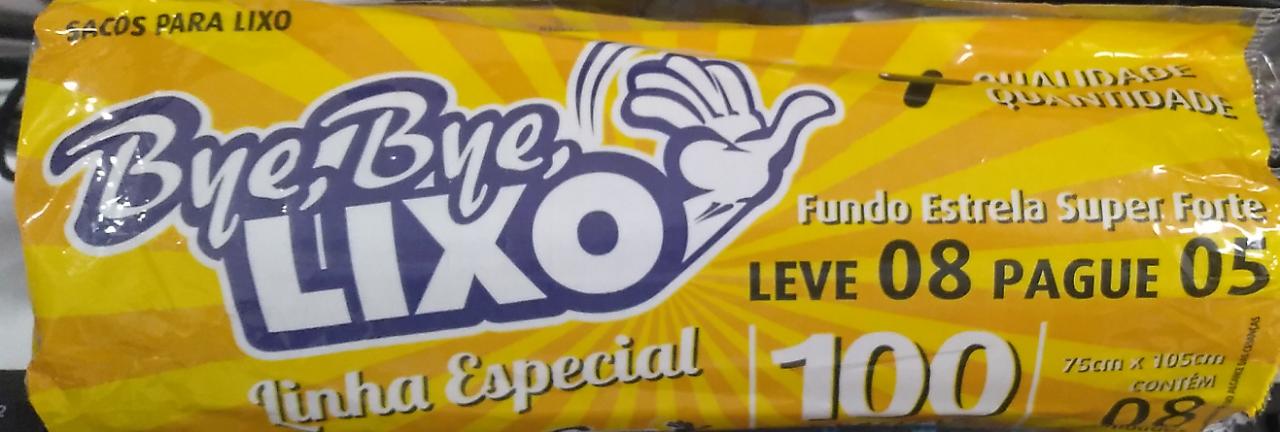 SACOS PARA LIXO
Bye, Bye,
LIXO
+ QUALIDADE
QUANTIDADE
Fundo Estrela Super Forte
LEVE 08 PAGUE 05
Linha Especial
100
75cm x 105cm
CONTÉM
08